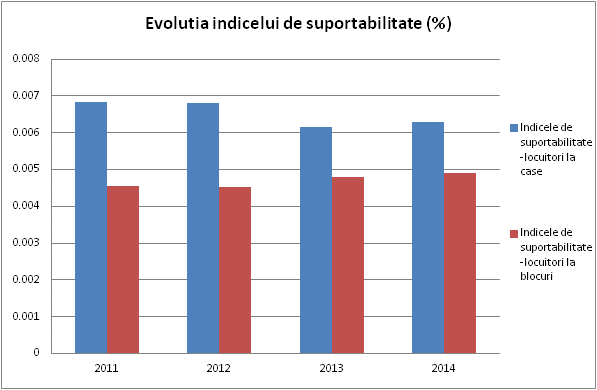 Evolutia indicelui de suportabilitate (%)
0.008
0.007
0.006
0.005
0.004
0.003
0.002
0.001
0
2011
2012
2013
2014
Indicele de
suportabilitate
-locuitori la
case
Indicele de
suportabilitate
-locuitori la
blocuri